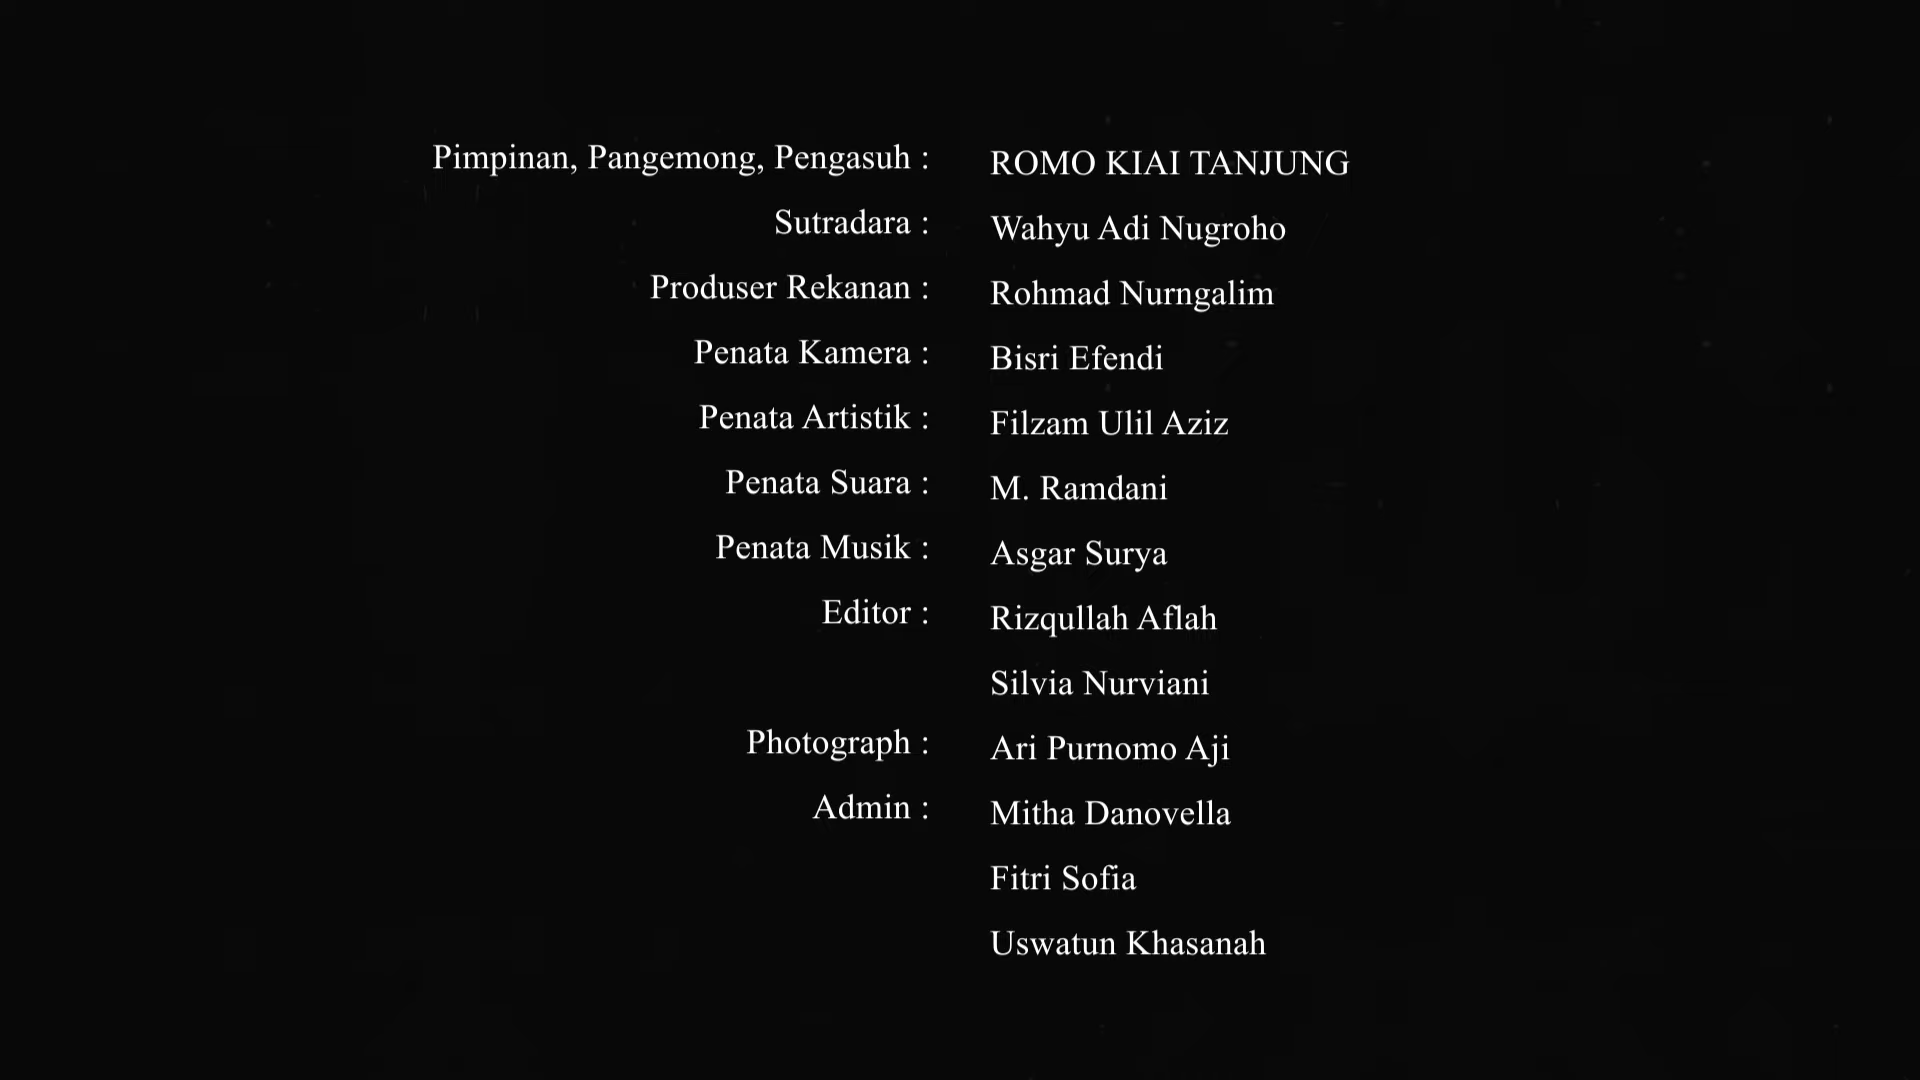 Pimpinan, Pangemong, Pengasuh : ROMO KIAI TANJUNG
Sutradara : Wahyu Adi Nugroho
Produser Rekanan : Rohmad Nurngalim
Penata Kamera : Bisri Efendi
Penata Artistik : Filzam Ulil Aziz
Penata Suara : M. Ramdani
Penata Musik : Asgar Surya
Editor : Rizqullah Aflah
Silvia Nurviani
Photograph : Ari Purnomo Aji
Admin : Mitha Danovella
Fitri Sofia
Uswatun Khasanah